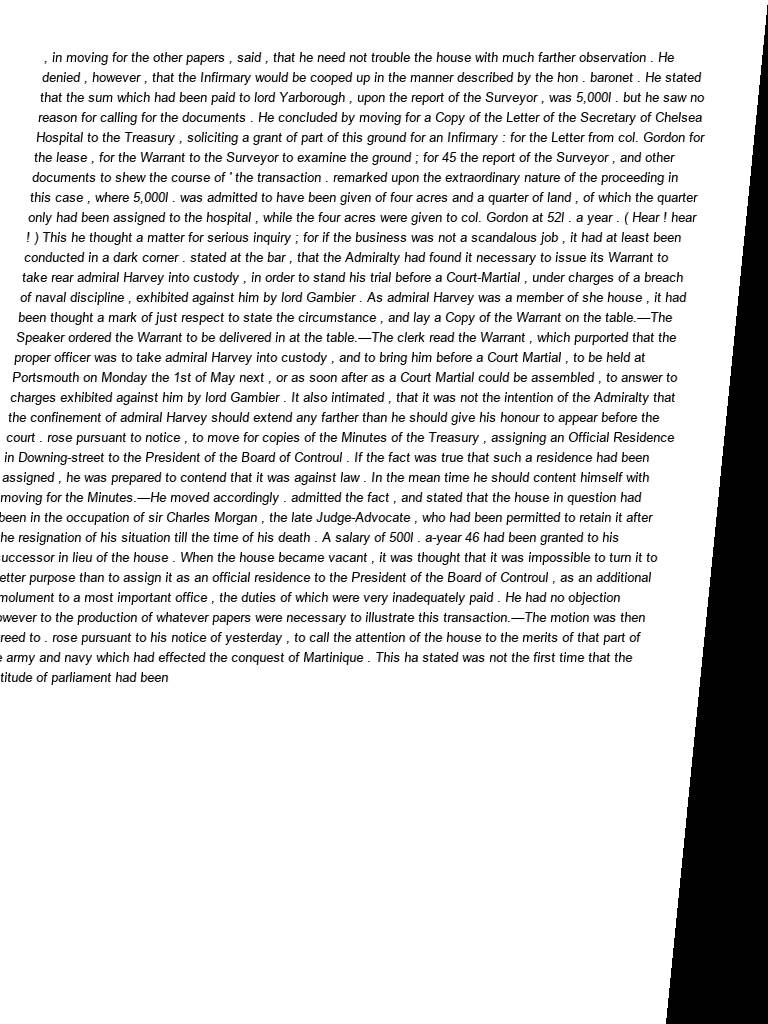 , in moving for the other papers , said , that he need not trouble the house with much farther observation . He
denied , however , that the Infirmary would be cooped up in the manner described by the hon . baronet . He stated
that the sum which had been paid to lord Yarborough , upon the report of the Surveyor , was 5,000l . but he saw no
reason for calling for the documents . He concluded by moving for a Copy of the Letter of the Secretary of Chelsea
Hospital to the Treasury , soliciting a grant of part of this ground for an Infirmary : for the Letter from col. Gordon for
the lease , for the Warrant to the Surveyor to examine the ground ; for 45 the report of the Surveyor , and other
documents to shew the course of ' the transaction . remarked upon the extraordinary nature of the proceeding in
this case , where 5,000l . was admitted to have been given of four acres and a quarter of land , of which the quarter
only had been assigned to the hospital , while the four acres were given to col. Gordon at 52l . a year . ( Hear ! hear
! ) This he thought a matter for serious inquiry ; for if the business was not a scandalous job , it had at least been
conducted in a dark corner . stated at the bar , that the Admiralty had found it necessary to issue its Warrant to
take rear admiral Harvey into custody , in order to stand his trial before a Court-Martial , under charges of a breach
of naval discipline , exhibited against him by lord Gambier . As admiral Harvey was a member of she house , it had
been thought a mark of just respect to state the circumstance , and lay a Copy of the Warrant on the table.—The
Speaker ordered the Warrant to be delivered in at the table.—The clerk read the Warrant , which purported that the
proper officer was to take admiral Harvey into custody , and to bring him before a Court Martial , to be held at
Portsmouth on Monday the 1st of May next , or as soon after as a Court Martial could be assembled , to answer to
charges exhibited against him by lord Gambier . It also intimated , that it was not the intention of the Admiralty that
the confinement of admiral Harvey should extend any farther than he should give his honour to appear before the
court . rose pursuant to notice , to move for copies of the Minutes of the Treasury , assigning an Official Residence
in Downing-street to the President of the Board of Controul . If the fact was true that such a residence had been
assigned , he was prepared to contend that it was against law . In the mean time he should content himself with
moving for the Minutes.—He moved accordingly . admitted the fact , and stated that the house in question had
been in the occupation of sir Charles Morgan , the late Judge-Advocate , who had been permitted to retain it after
he resignation of his situation till the time of his death . A salary of 500l . a-year 46 had been granted to his
uccessor in lieu of the house . When the house became vacant , it was thought that it was impossible to turn it to
etter purpose than to assign it as an official residence to the President of the Board of Controul , as an additional
molument to a most important office , the duties of which were very inadequately paid . He had no objection
owever to the production of whatever papers were necessary to illustrate this transaction.—The motion was then
reed to . rose pursuant to his notice of yesterday , to call the attention of the house to the merits of that part of
e army and navy which had effected the conquest of Martinique . This ha stated was not the first time that the
titude of parliament had been